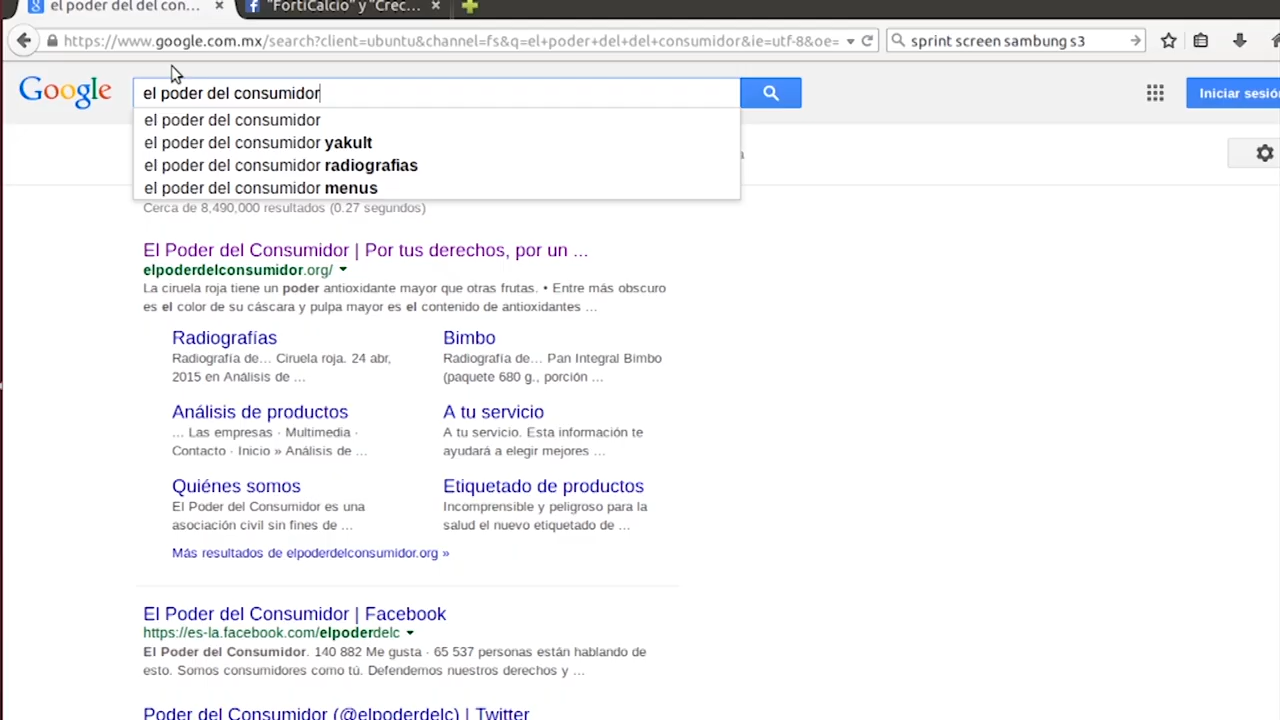 el poder del del con...
"FortiCalcio" y "Crec...
https://www.google.com.mx/search?client=ubuntu&channel=fs&q=el+poder+del+del+consumidor&ie=utf-8&oe=
sprint screen sambung s3
Google
el poder del consumidor
Iniciar sesió
el poder del consumidor
el poder del consumidor yakult
el poder del consumidor radiografias
el poder del consumidor menus
Cerca de 8,490,000 resultados (0.27 segundos)
El Poder del Consumidor | Por tus derechos, por un ...
elpoderdelconsumidor.org/
La ciruela roja tiene un poder antioxidante mayor que otras frutas. • Entre más obscuro
es el color de su cáscara y pulpa mayor es el contenido de antioxidantes ...
Radiografías
Radiografía de... Ciruela roja. 24 abr,
2015 en Análisis de ...
Bimbo
Radiografía de... Pan Integral Bimbo
(paquete 680 g., porción ...
Análisis de productos
... Las empresas · Multimedia ·
Contacto · Inicio » Análisis de ...
A tu servicio
A tu servicio. Esta información te
ayudará a elegir mejores ...
Quiénes somos
El Poder del Consumidor es una
asociación civil sin fines de ...
Etiquetado de productos
Incomprensible y peligroso para la
salud el nuevo etiquetado de ...
Más resultados de elpoderdelconsumidor.org »
El Poder del Consumidor | Facebook
https://es-la.facebook.com/elpoderdelc
El Poder del Consumidor. 140 882 Me gusta · 65 537 personas están hablando de
esto. Somos consumidores como tú. Defendemos nuestros derechos y ...
Poder del Consumidor (@elpoderdelc) | Twitter